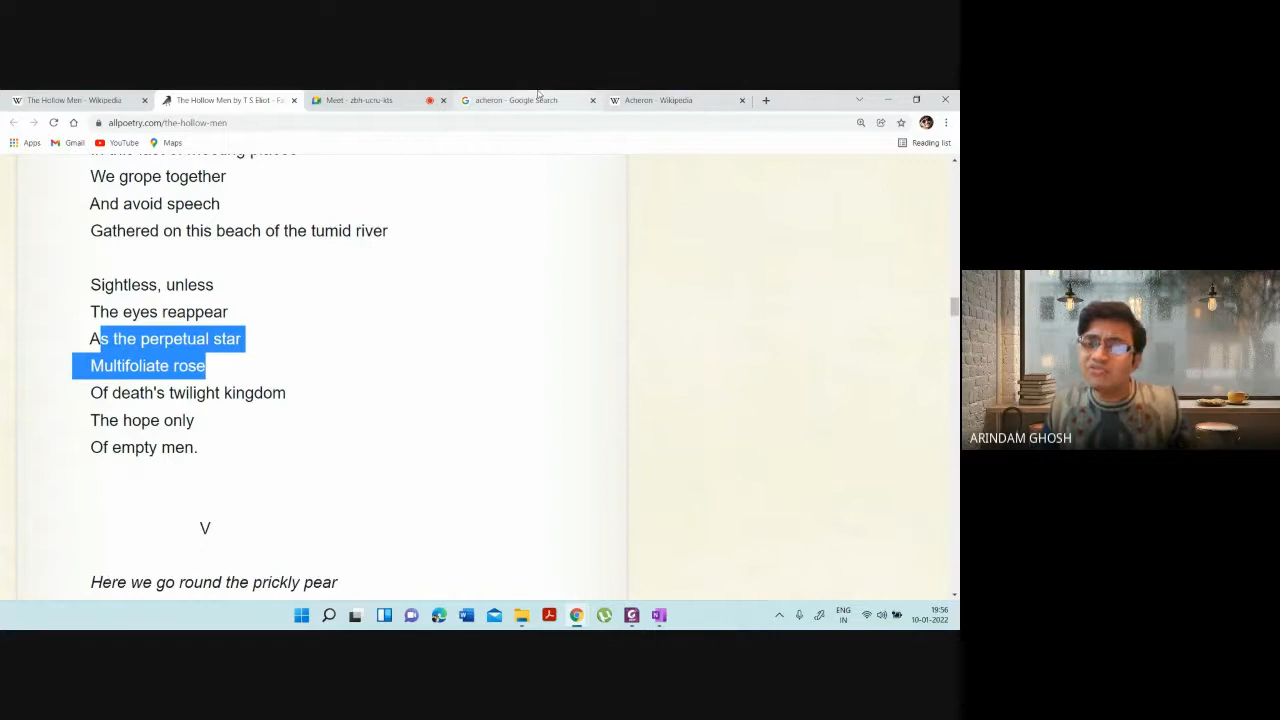 The Hollow Men - Wikipedia
The Hollow Men by T S Eliot - Fa
Meet - zbh-ucru-kts
acheron - Google Search
Acheron - Wikipedia
allpoetry.com/the-hollow-men
Apps
Gmail
YouTube
Maps
Reading list
We grope together
And avoid speech
Gathered on this beach of the tumid river
Sightless, unless
The eyes reappear
As the perpetual star
Multifoliate rose
Of death's twilight kingdom
The hope only
Of empty men.
V
Here we go round the prickly pear
ARINDAM GHOSH
ENG
IN
19:56
10-01-2022